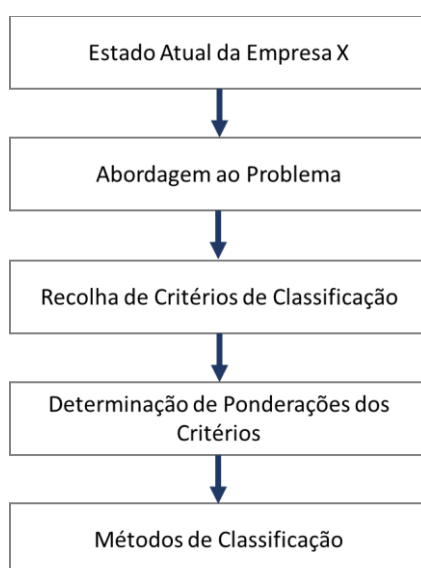 Estado Atual da Empresa X
Abordagem ao Problema
Recolha de Critérios de Classificação
Determinação de Ponderações dos
Critérios
Métodos de Classificação